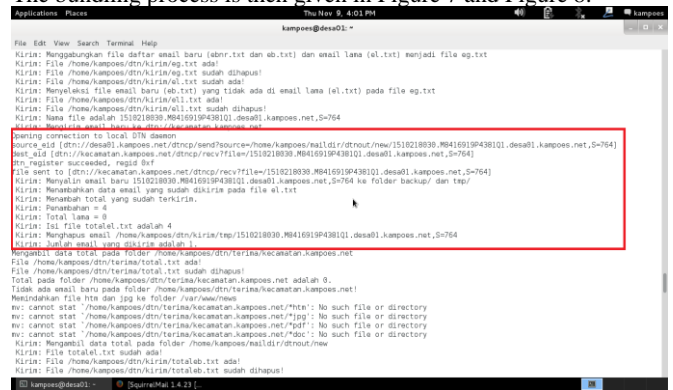 The bundling process is then given in Figure 7 and Figure 8.
Applications Places Thu Nov 9, 4:01 PM kampoes
kampoes@desa01: ~
File Edit View Search Terminal Help
Kirim: Menggabungkan file daftar email baru (ebnr.txt dan eb.txt) dan email lama (el.txt) menjadi file eg.txt
Kirim: File /home/kampoes/dtn/kirim/eg.txt ada!
Kirim: File /home/kampoes/dtn/kirim/eg.txt sudah dihapus!
Kirim: File /home/kampoes/dtn/kirim/el.txt sudah ada!
Kirim: Menyeleksi file email baru (eb.txt) yang tidak ada di email lama (el.txt) pada file eg.txt
Kirim: File /home/kampoes/dtn/kirim/el1.txt ada!
Kirim: File /home/kampoes/dtn/kirim/el1.txt sudah dihapus!
Kirim: Nama file adalah 1510218030.M8416919P4381Q1.desa01.kampoes.net,S=764
Kirim: Mengirim email baru ke dtn://kecamatan.kampoes.net
Opening connection to local DTN daemon
source_eid [dtn://desa01.kampoes.net/dtncp/send?source=/home/kampoes/maildir/dtnout/new/1510218030.M8416919P4381Q1.desa01.kampoes.net,S=764]
dest_eid [dtn://kecamatan.kampoes.net/dtncp/recv?file=/1510218030.M8416919P4381Q1.desa01.kampoes.net,S=764]
dtn_register succeeded, regid 0xf
file sent to [dtn://kecamatan.kampoes.net/dtncp/recv?file=/1510218030.M8416919P4381Q1.desa01.kampoes.net,S=764]
Kirim: Menyalin email baru 1510218030.M8416919P4381Q1.desa01.kampoes.net,S=764 ke folder backup/ dan tmp/
Kirim: Menambahkan data email yang sudah dikirim pada file el.txt
Kirim: Menambah total yang sudah terkirim.
Kirim: Penambahan = 4
Kirim: Total lama = 0
Kirim: Isi file totalel.txt adalah 4
Kirim: Menghapus email /home/kampoes/dtn/kirim/tmp/1510218030.M8416919P4381Q1.desa01.kampoes.net,S=764
Kirim: Jumlah email yang dikirim adalah 1.
Mengambil data total pada folder /home/kampoes/dtn/terima/kecamatan.kampoes.net
File /home/kampoes/dtn/terima/total.txt ada!
File /home/kampoes/dtn/terima/total.txt sudah dihapus!
Total pada folder /home/kampoes/dtn/terima/kecamatan.kampoes.net adalah 0.
Tidak ada email baru pada folder /home/kampoes/dtn/terima/kecamatan.kampoes.net!
Memindahkan file htm dan jpg ke folder /var/www/news
mv: cannot stat `/home/kampoes/dtn/terima/kecamatan.kampoes.net/*htm': No such file or directory
mv: cannot stat `/home/kampoes/dtn/terima/kecamatan.kampoes.net/*jpg': No such file or directory
mv: cannot stat `/home/kampoes/dtn/terima/kecamatan.kampoes.net/*pdf': No such file or directory
mv: cannot stat `/home/kampoes/dtn/terima/kecamatan.kampoes.net/*doc': No such file or directory
Kirim: Mengambil data total pada folder /home/kampoes/maildir/dtnout/new
Kirim: File totalel.txt sudah ada!
Kirim: File /home/kampoes/dtn/kirim/totaleb.txt ada!
Kirim: File /home/kampoes/dtn/kirim/totaleb.txt sudah dihapus!
kampoes@desa01: ~ [SquirrelMail 1.4.23 [...